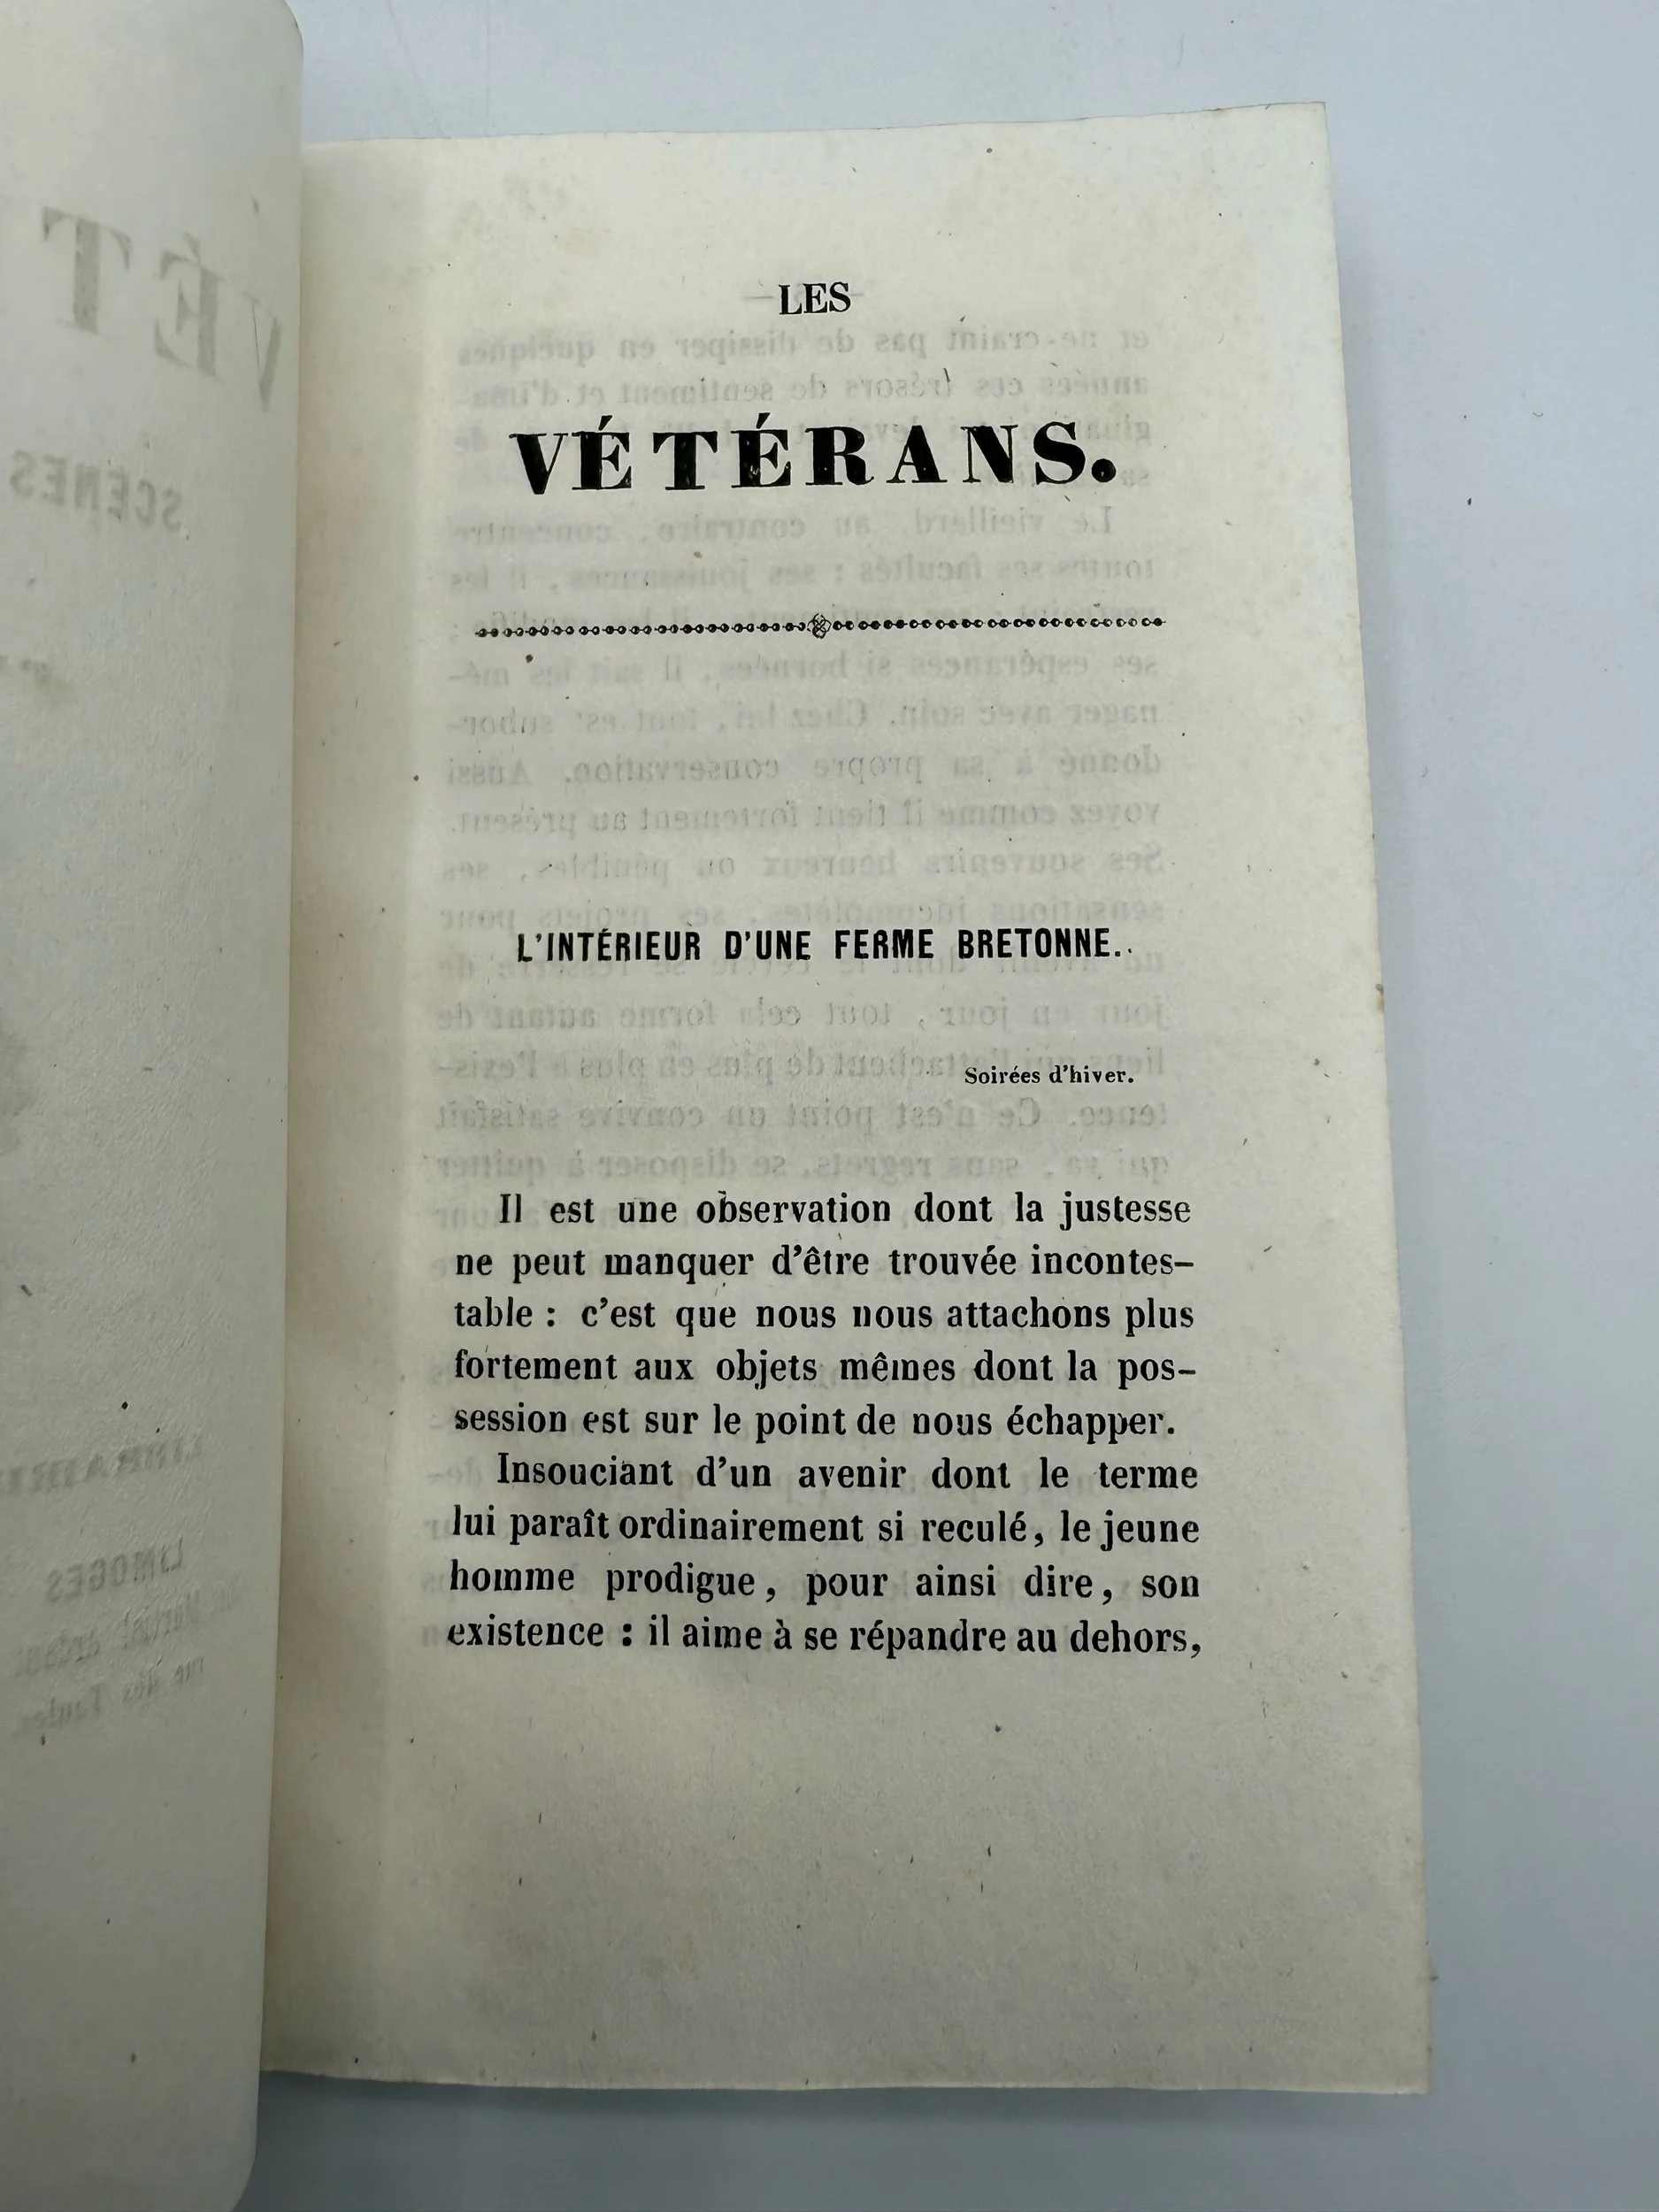 LES
VÉTÉRANS.
L'INTÉRIEUR D'UNE FERME BRETONNE.
Soirées d'hiver.
Il est une observation dont la justesse
ne peut manquer d'être trouvée incontes-
table : c'est que nous nous attachons plus
fortement aux objets mêmes dont la pos-
session est sur le point de nous échapper.
Insouciant d'un avenir dont le terme
lui paraît ordinairement si reculé, le jeune
homme prodigue, pour ainsi dire, son
existence : il aime à se répandre au dehors,